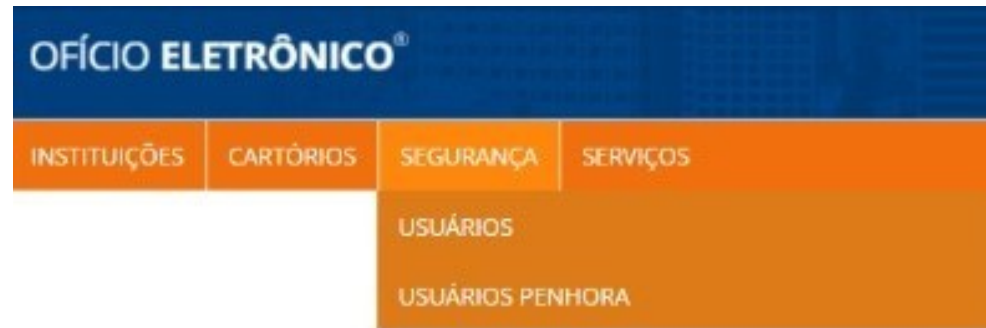 OFÍCIO ELETRÔNICO®
INSTITUIÇÕES CARTÓRIOS SEGURANÇA SERVIÇOS
USUÁRIOS
USUÁRIOS PENHORA